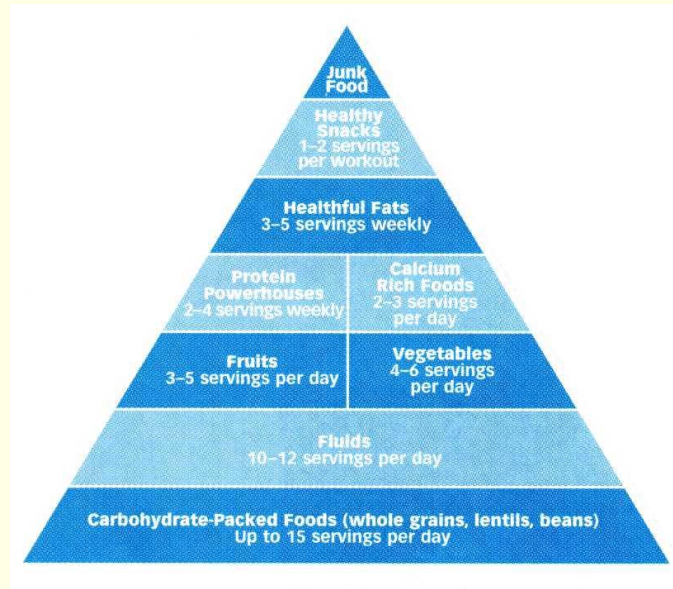 Junk
Food
Healthy
Snacks
1–2 servings
per workout
Healthful Fats
3–5 servings weekly
Protein
Powerhouses
2–4 servings weekly
Calcium
Rich Foods
2–3 servings
per day
Fruits
3–5 servings per day
Vegetables
4–6 servings
per day
Fluids
10–12 servings per day
Carbohydrate-Packed Foods (whole grains, lentils, beans)
Up to 15 servings per day